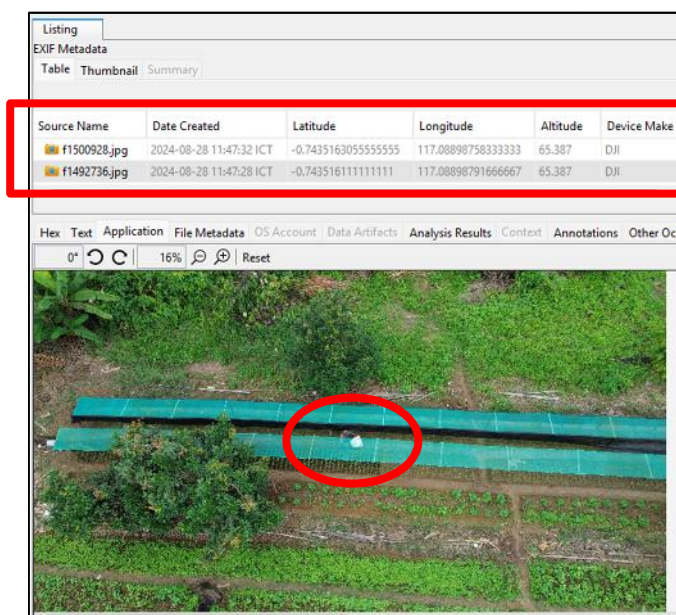 Listing
EXIF Metadata
Table Thumbnail Summary
Source Name Date Created Latitude Longitude Altitude Device Make
f1500928.jpg 2024-08-28 11:47:32 ICT -0.7435163055555555 117.08898758333333 65.387 DJI
f1492736.jpg 2024-08-28 11:47:28 ICT -0.743516111111111 117.08898791666667 65.387 DJI
Hex Text Application File Metadata OS Account Data Artifacts Analysis Results Context Annotations Other Oc
0° 16% Reset